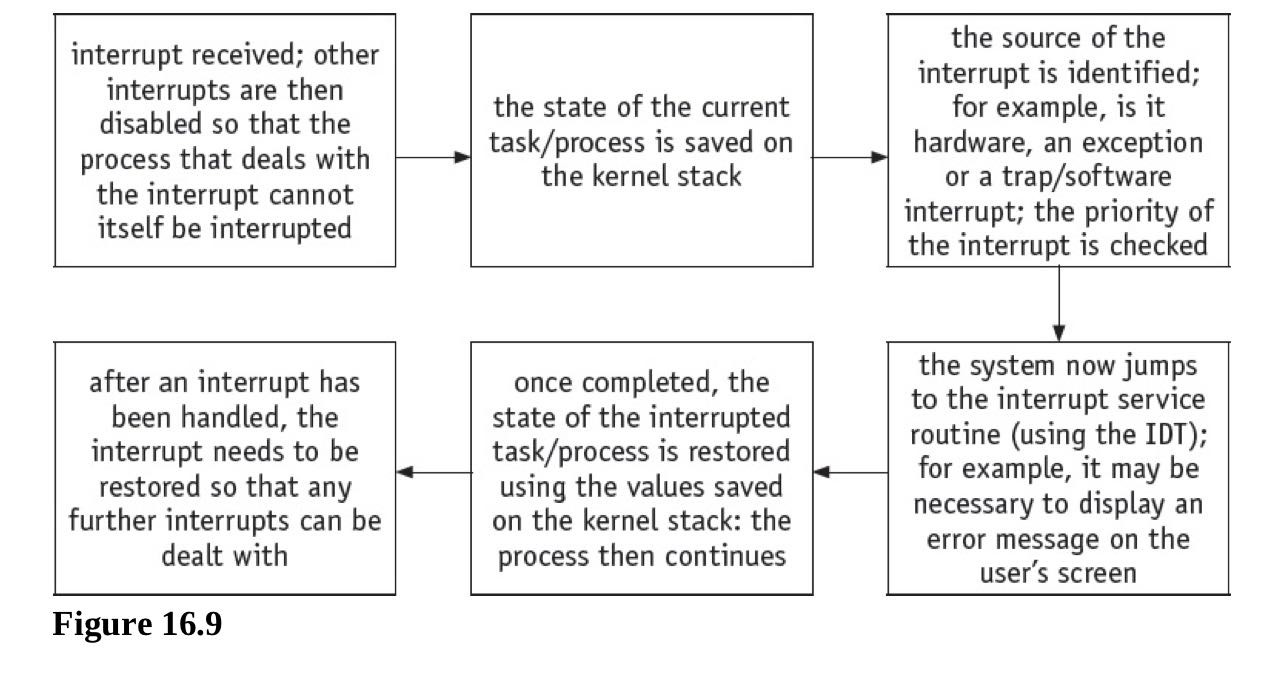 interrupt received; other
interrupts are then
disabled so that the
process that deals with
the interrupt cannot
itself be interrupted
the state of the current
task/process is saved on
the kernel stack
the source of the
interrupt is identified;
for example, is it
hardware, an exception
or a trap/software
interrupt; the priority of
the interrupt is checked
the system now jumps
to the interrupt service
routine (using the IDT);
for example, it may be
necessary to display an
error message on the
user’s screen
once completed, the
state of the interrupted
task/process is restored
using the values saved
on the kernel stack: the
process then continues
after an interrupt has
been handled, the
interrupt needs to be
restored so that any
further interrupts can be
dealt with
Figure 16.9